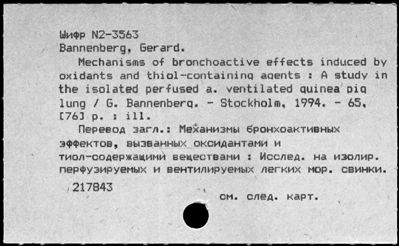 Шифр N2-3563
Bannenberg, Gerard.
Mechanisms of bronchoactive effects induced by
oxidants and thiol-containing agents : A study in
the isolated perfused a. ventilated guinea pig
lung / G. Bannenberg. - Stockholm, 1994. - 65,
[76] p. : ill.
Перевод загл.: Механизмы бронхоактивных
эффектов, вызванных оксидантами и
тиол-содержащими веществами : Исслед. на изолир.
перфузируемых и вентилируемых легких мор. свинки.
217843
см. след. карт.